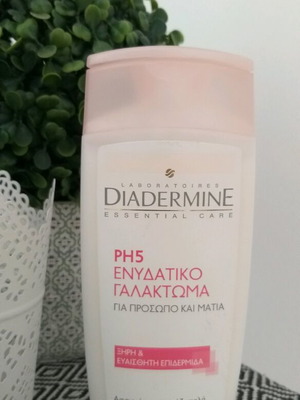 LABORATOIRES
DIADERMINE
ESSENTIAL CARE
PH5
ΕΝΥΔΑΤΙΚΟ
ΓΑΛΑΚΤΩΜΑ
ΓΙΑ ΠΡΟΣΩΠΟ ΚΑΙ ΜΑΤΙΑ
ΞΗΡΗ &
ΕΥΑΙΣΘΗΤΗ ΕΠΙΔΕΡΜΙΔΑ